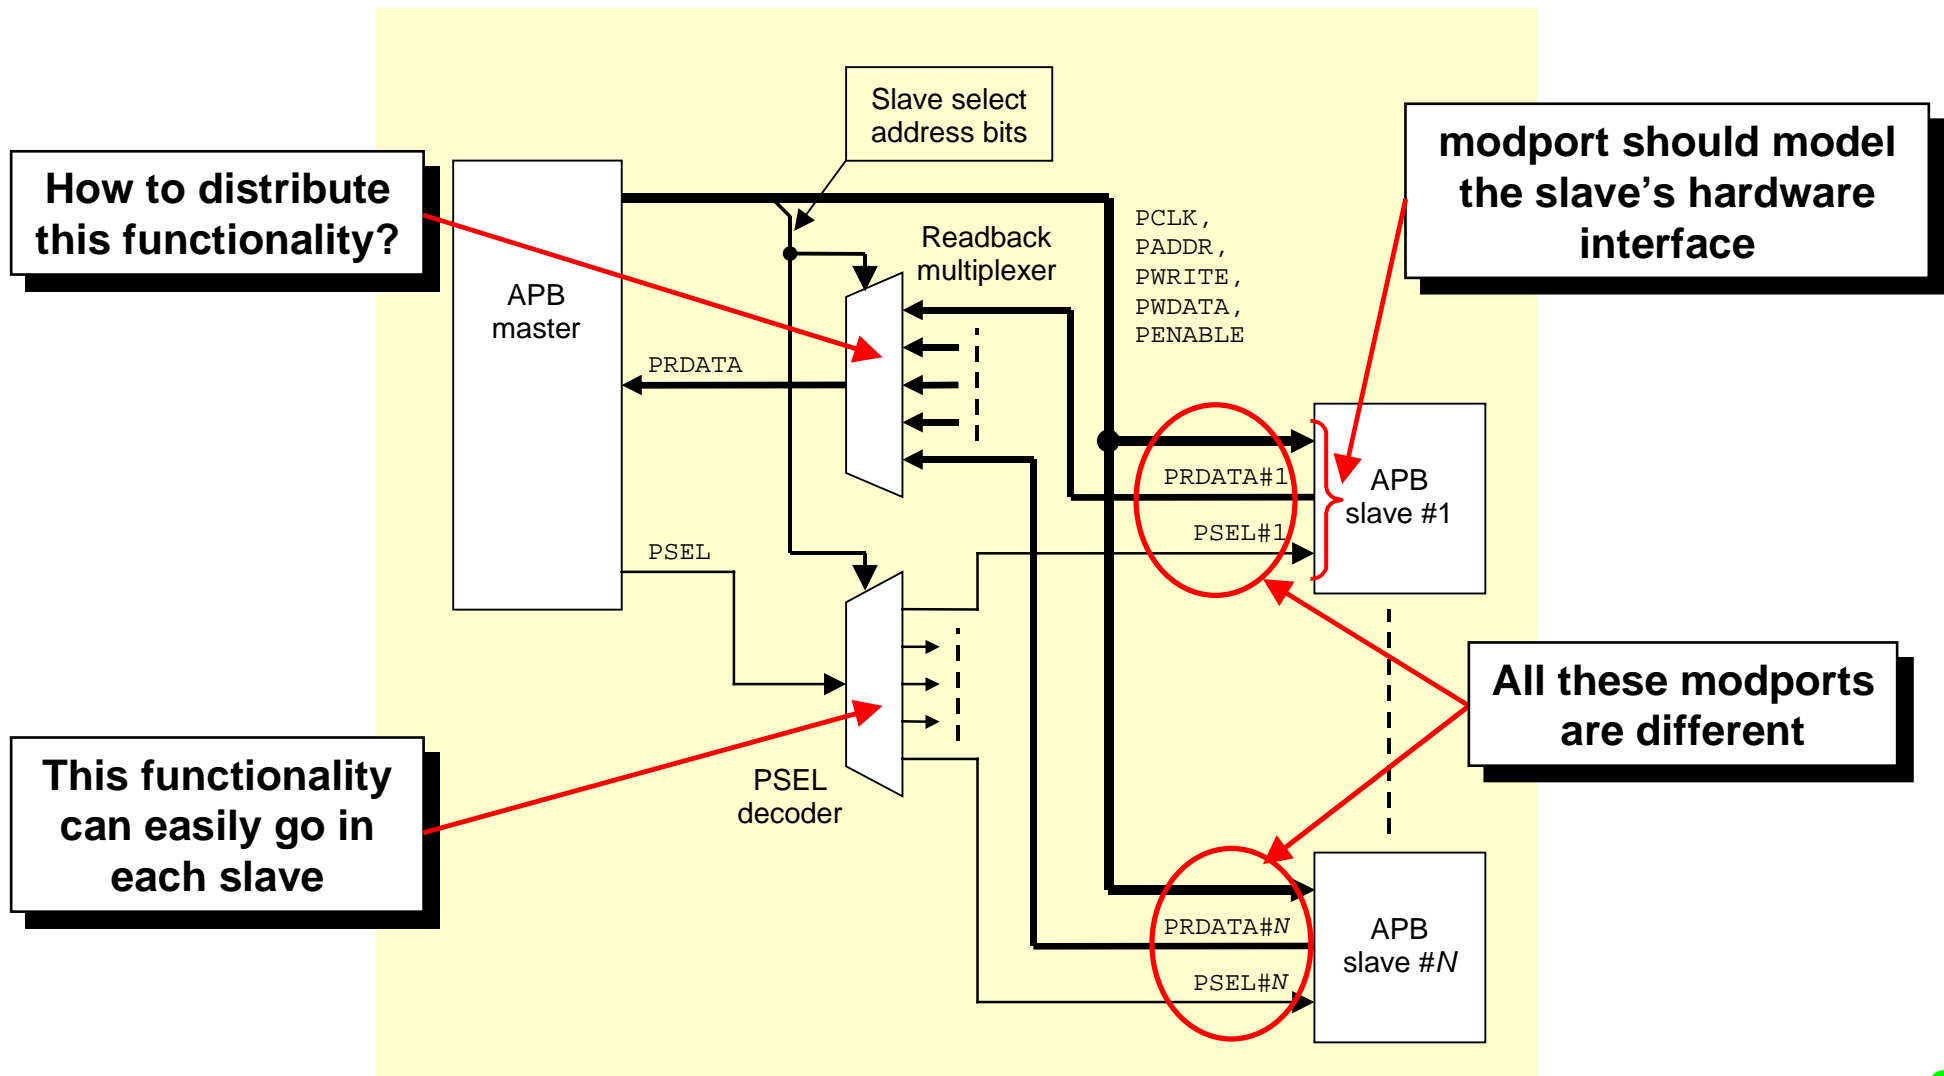 Slave select
address bits
modport should model
the slave’s hardware
interface
How to distribute
this functionality?
PCLK,
PADDR,
PWRITE,
PWDATA,
PENABLE
Readback
multiplexer
APB
master
PRDATA
PRDATA#1
APB
slave #1
PSEL#1
PSEL
All these modports
are different
This functionality
can easily go in
each slave
PSEL
decoder
PRDATA#N
APB
slave #N
PSEL#N